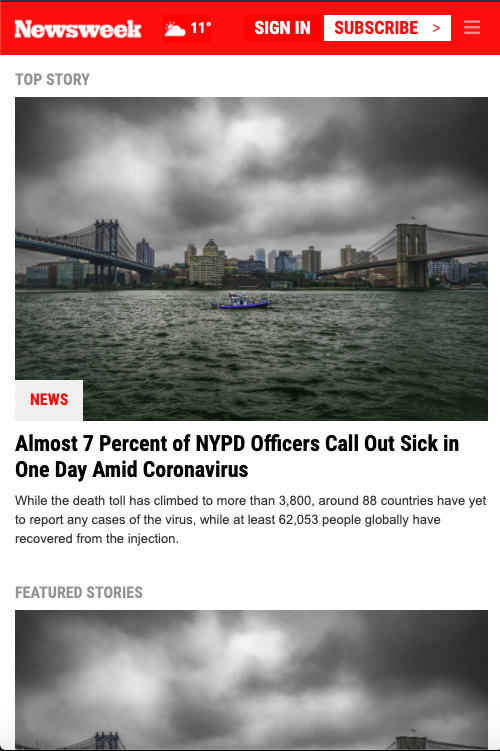 Newsweek 11° SIGN IN SUBSCRIBE >
TOP STORY
NEWS
Almost 7 Percent of NYPD Officers Call Out Sick in
One Day Amid Coronavirus
While the death toll has climbed to more than 3,800, around 88 countries have yet
to report any cases of the virus, while at least 62,053 people globally have
recovered from the injection.
FEATURED STORIES